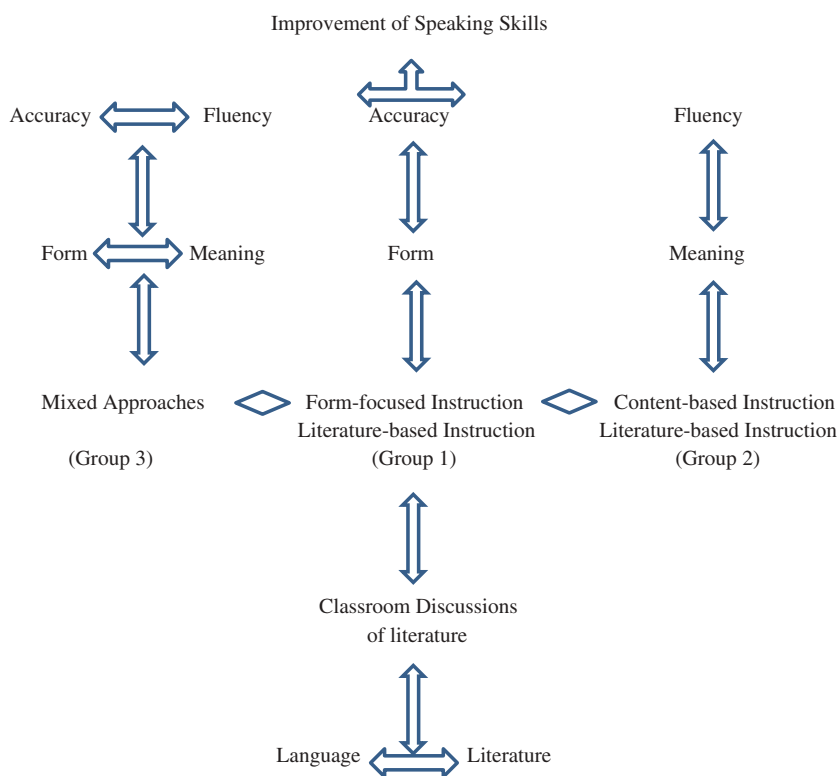 Improvement of Speaking Skills
Accuracy Fluency Accuracy Fluency
Form Meaning Form Meaning
Mixed Approaches Form-focused Instruction Content-based Instruction
Literature-based Instruction Literature-based Instruction
(Group 3) (Group 1) (Group 2)
Classroom Discussions
of literature
Language Literature